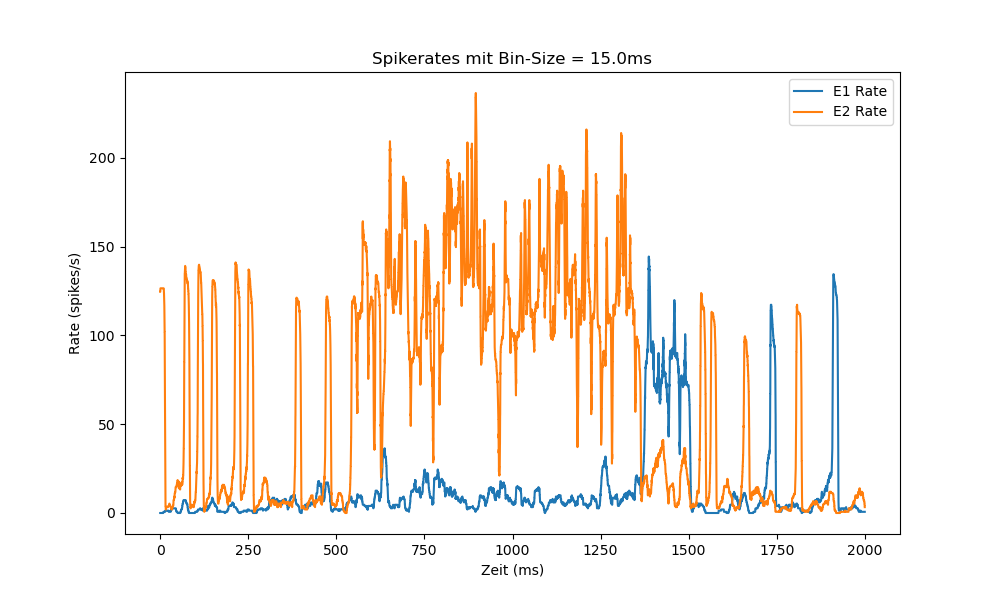 Spikerates mit Bin-Size = 15.0ms
E1 Rate
E2 Rate
200
150
100
50
0
Rate (spikes/s)
0 250 500 750 1000 1250 1500 1750 2000
Zeit (ms)